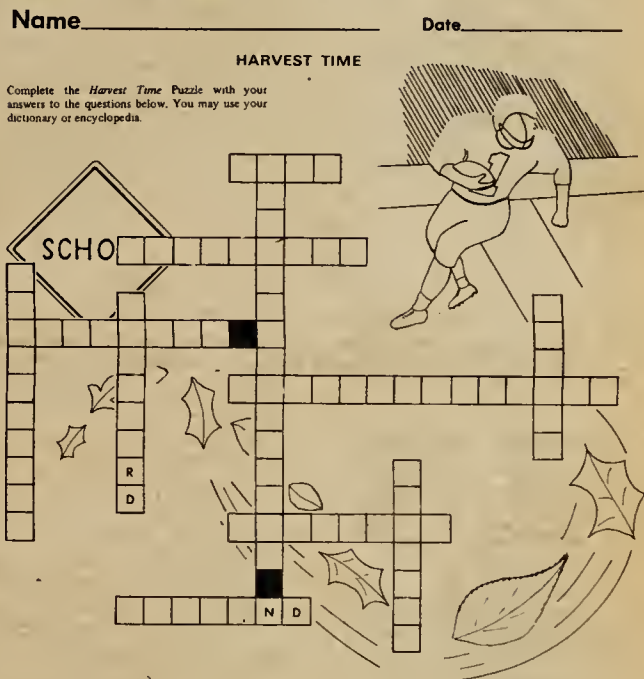 Name Date
HARVEST TIME
Complete the Harvest Time Puzzle with your
answers to the questions below. You may use your
dictionary or encyclopedia.
SCHO
R
D
N D